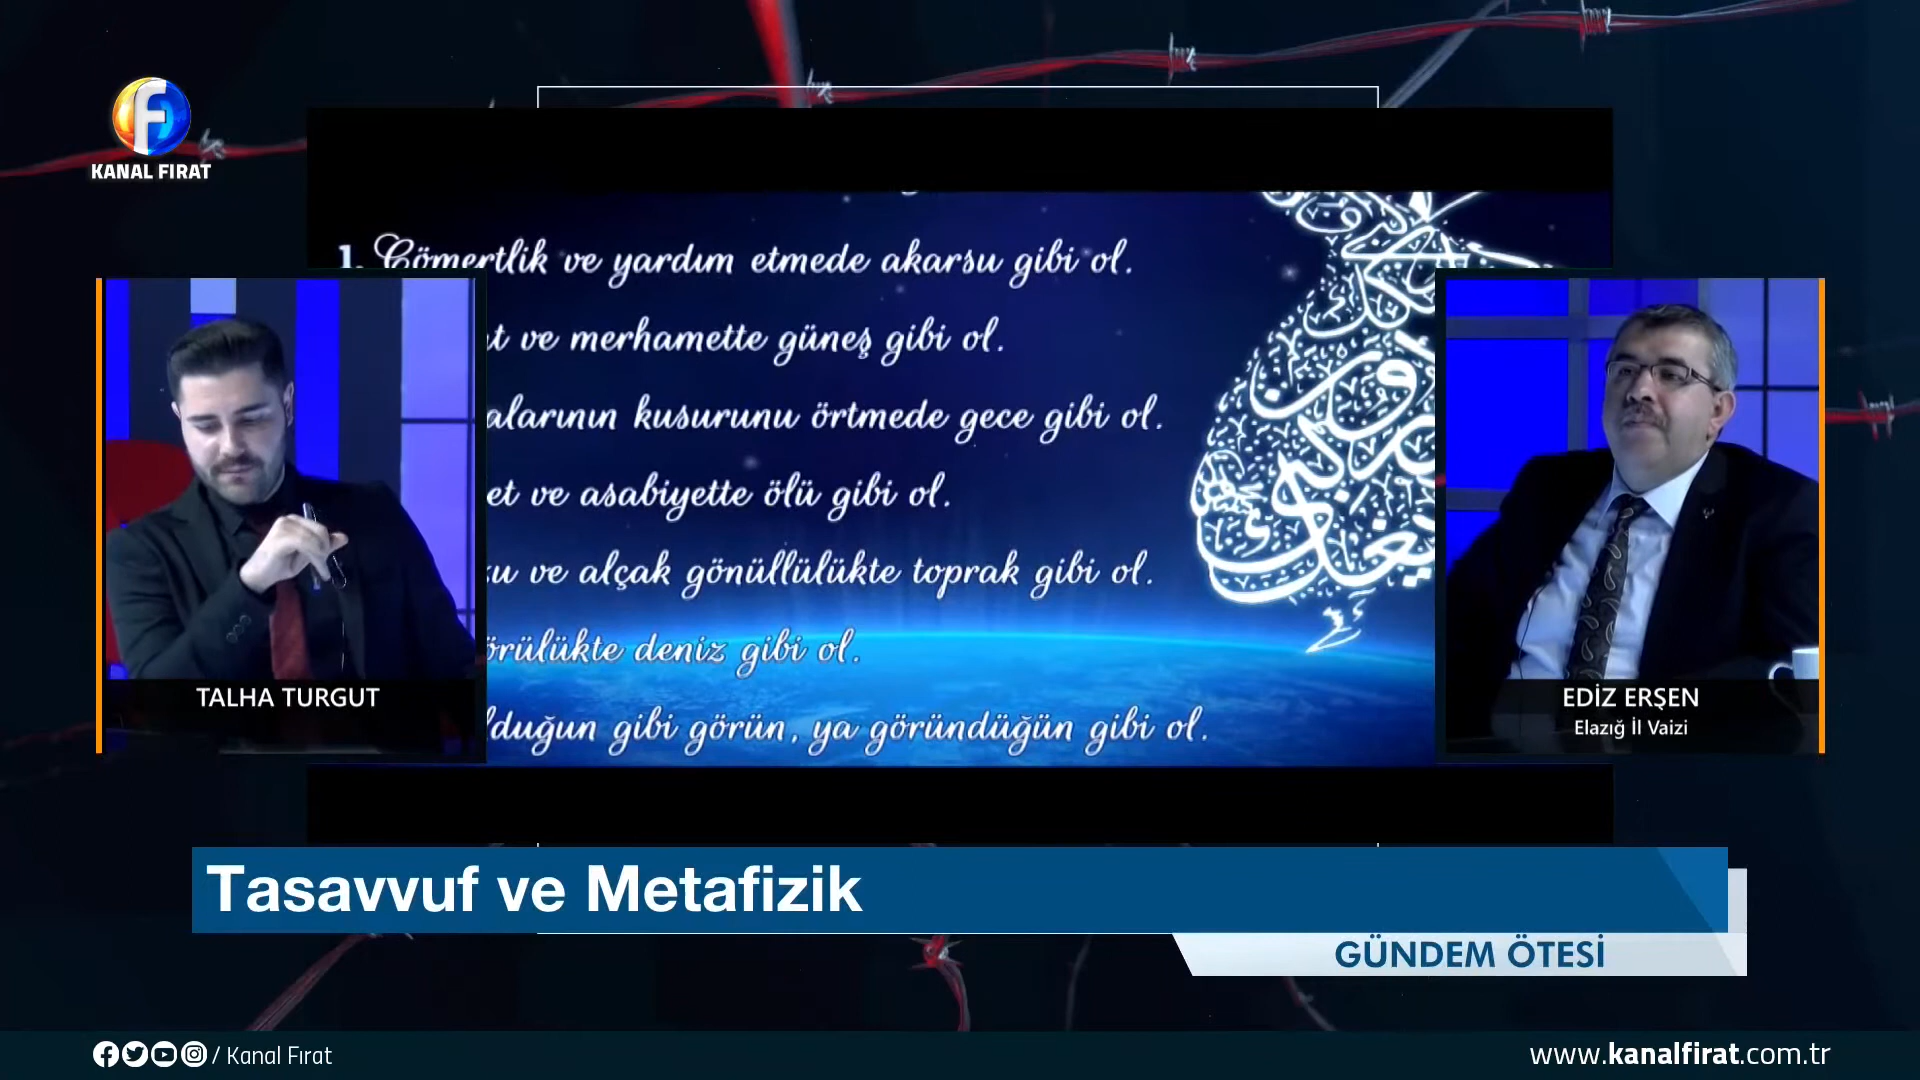 KANAL FIRAT
1. Cömertlik ve yardım etmede akarsu gibi ol.
ve merhamette güneş gibi ol.
alarının kusurunu örtmede gece gibi ol.
et ve asabiyette ölü gibi ol.
ve alçak gönüllülükte toprak gibi ol.
örülükte deniz gibi ol.
lduğun gibi görün, ya göründüğün gibi ol.
TALHA TURGUT
EDİZ ERŞEN
Elazığ İl Vaizi
Tasavvuf ve Metafizik
GÜNDEM ÖTESİ
/ Kanal Fırat
www.kanalfirat.com.tr